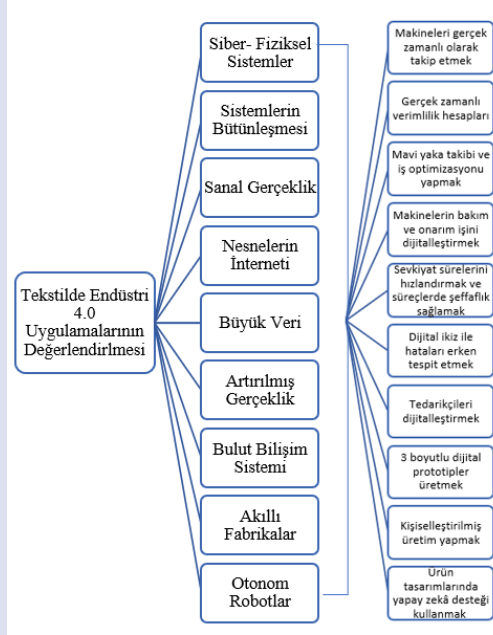 Tekstilde Endüstri
4.0
Uygulamalarının
Değerlendirlmesi
Siber- Fiziksel
Sistemler
Sistemlerin
Bütünleşmesi
Sanal Gerçeklik
Nesnelerin
İnterneti
Büyük Veri
Artırılmış
Gerçeklik
Bulut Bilişim
Sistemi
Akıllı
Fabrikalar
Otonom
Robotlar
Makineleri gerçek
zamanlı olarak
takip etmek
Gerçek zamanlı
verimlilik hesapları
Mavi yaka takibi ve
iş optimizasyonu
yapmak
Makinelerin bakım
ve onarım işini
dijitalleştirmek
Sevkiyat sürelerini
hızlandırmak ve
süreçlerde şeffaflık
sağlamak
Dijital ikiz ile
hataları erken
tespit etmek
Tedarikçileri
dijitalleştirmek
3 boyutlu dijital
prototipler
üretmek
Kişiselleştirilmiş
üretim yapmak
Ürün
tasarımlarında
yapay zekâ desteği
kullanmak